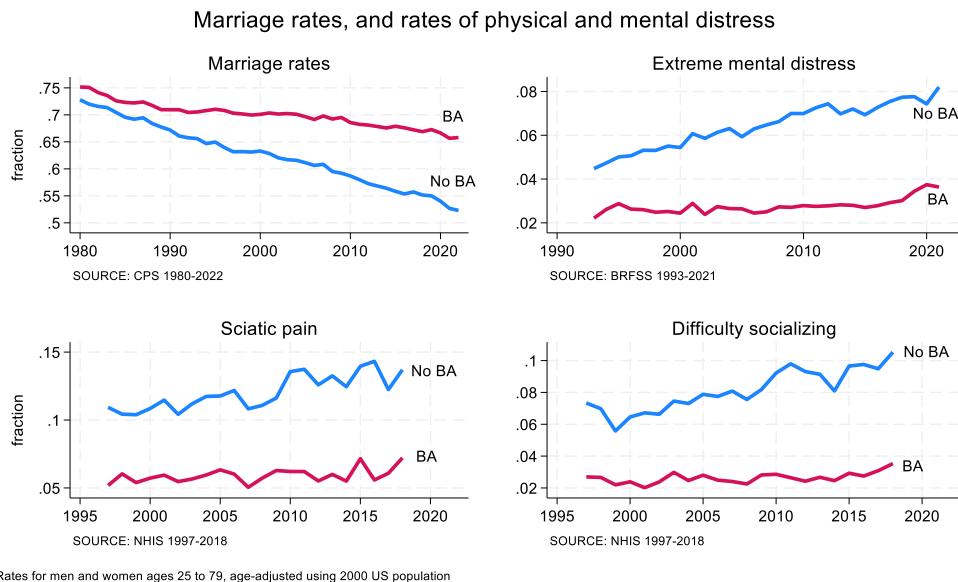 Marriage rates, and rates of physical and mental distress
Marriage rates
fraction
.75
.7
.65
.6
.55
.5
BA
No BA
1980
1990
2000
2010
2020
SOURCE: CPS 1980-2022
Extreme mental distress
.08
.06
.04
.02
No BA
BA
1990
2000
2010
2020
SOURCE: BRFSS 1993-2021
Sciatic pain
fraction
.15
.1
.05
No BA
BA
1995
2000
2005
2010
2015
2020
SOURCE: NHIS 1997-2018
Difficulty socializing
.1
.08
.06
.04
.02
No BA
BA
1995
2000
2005
2010
2015
2020
SOURCE: NHIS 1997-2018
Rates for men and women ages 25 to 79, age-adjusted using 2000 US population